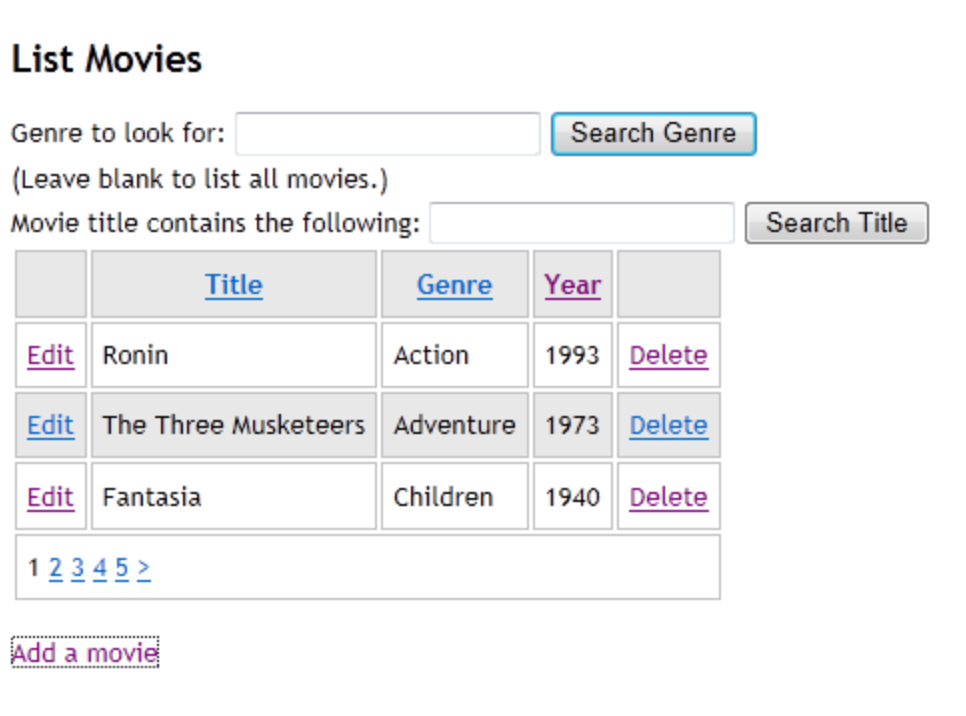 List Movies
Genre to look for: Search Genre
(Leave blank to list all movies.)
Movie title contains the following: Search Title
Title Genre Year
Edit Ronin Action 1993 Delete
Edit The Three Musketeers Adventure 1973 Delete
Edit Fantasia Children 1940 Delete
1 2 3 4 5 >
Add a movie